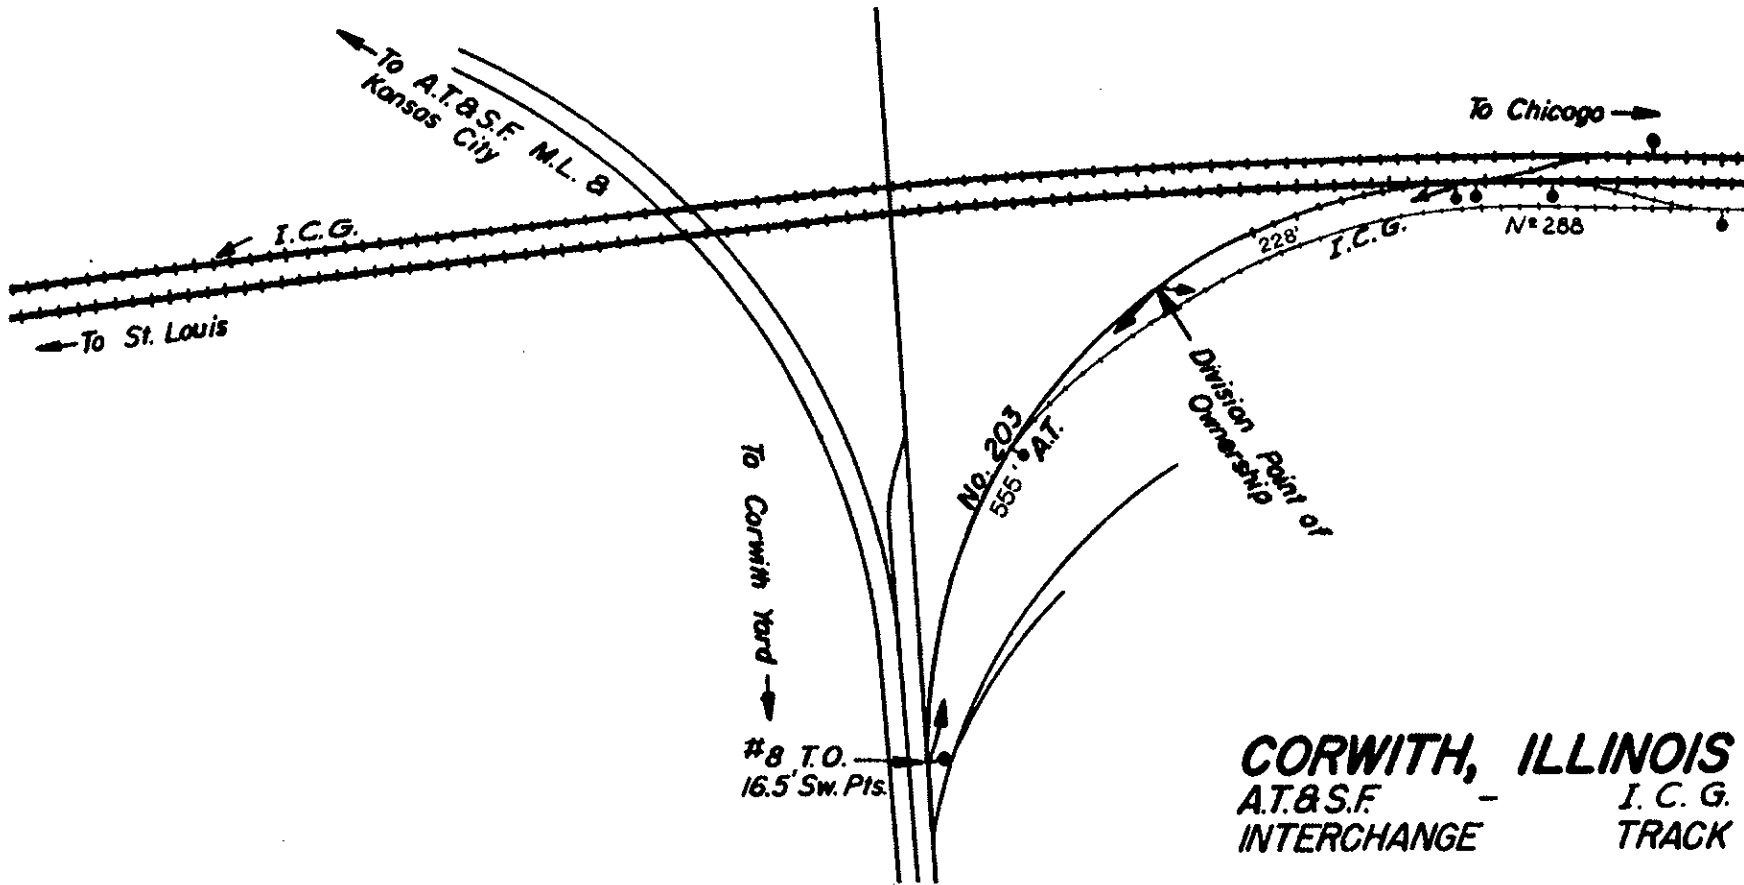 To A.T.&S.F. M.L. &
Kansas City
To Chicago
I.C.G.
To St. Louis
228'
I.C.G.
Nº 288
Division Point of
Ownership
No. 203
A.T.
555'
To Corwith Yard
#8 T.O.
16.5' Sw. Pts.
CORWITH, ILLINOIS
A.T.&S.F. - I. C. G.
INTERCHANGE TRACK